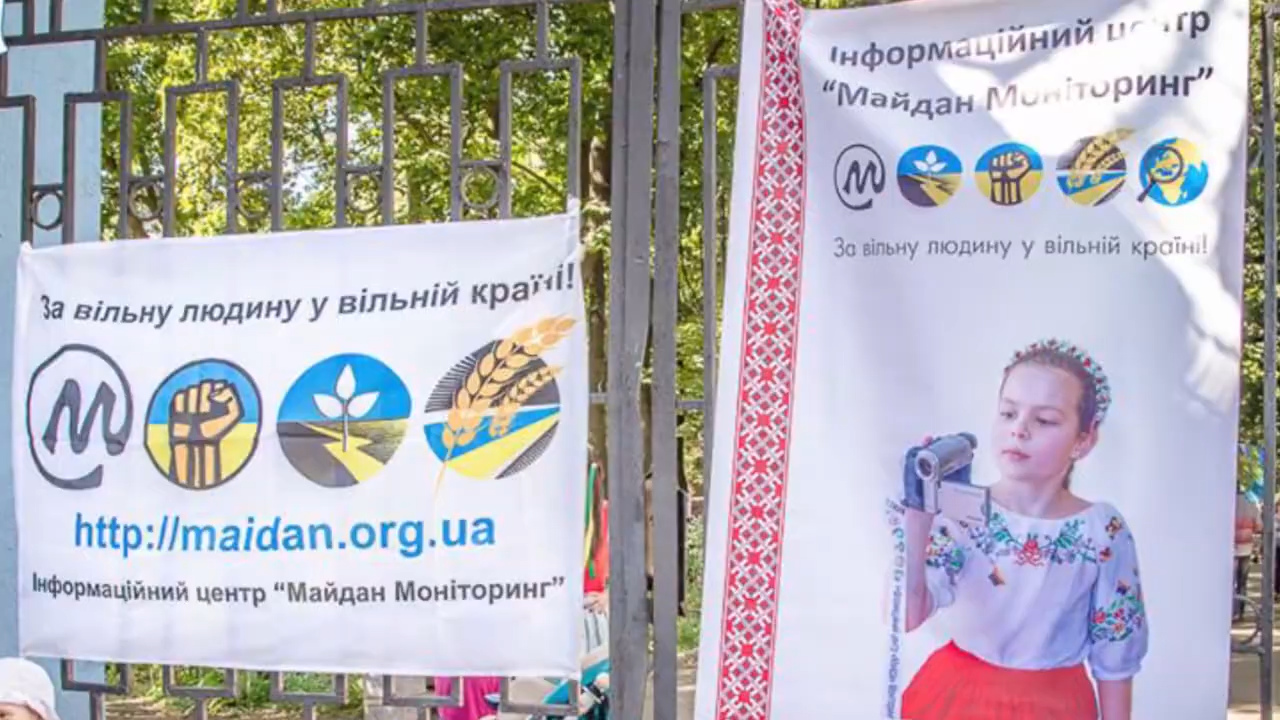 За вільну людину у вільній країні!
http://maidan.org.ua
Інформаційний центр “Майдан Моніторинг”
Інформаційний центр
“Майдан Моніторинг”
За вільну людину у вільній країні!